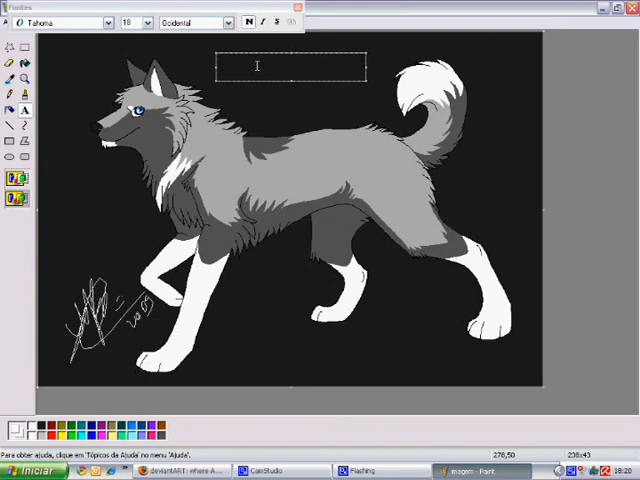 Fontes
Tahoma 18 Ocidental N I S
2009
Para obter ajuda, clique em 'Tópicos da Ajuda' no menu 'Ajuda'. 278,50 238x43
Iniciar deviantART: where A... CamStudio Flashing imagem - Paint 18:20